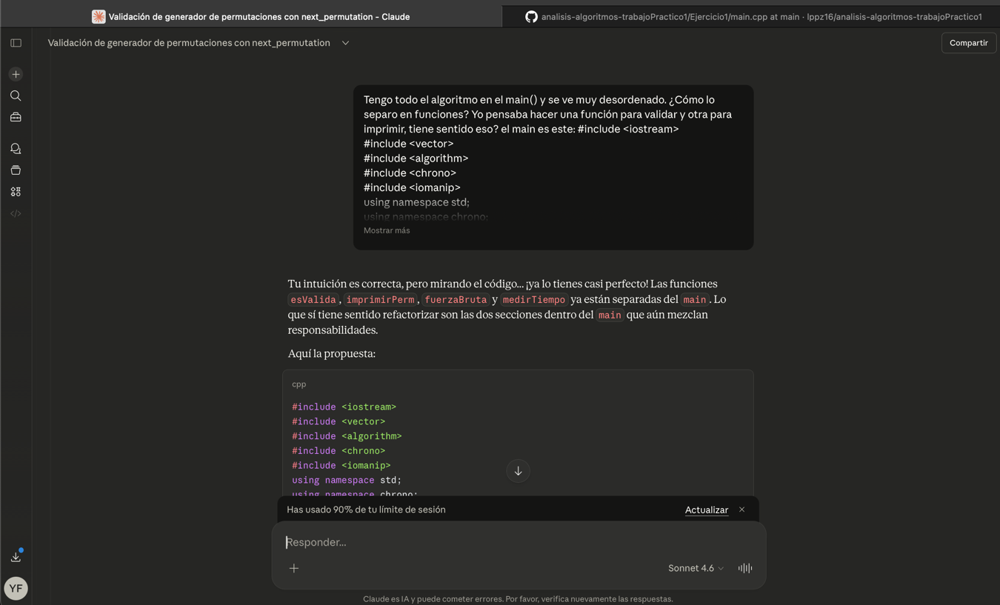 Validación de generador de permutaciones con next_permutation - Claude
analisis-algoritmos-trabajoPractico1/Ejercicio1/main.cpp at main · lppz16/analisis-algoritmos-trabajoPractico1
Validación de generador de permutaciones con next_permutation
Compartir
Tengo todo el algoritmo en el main() y se ve muy desordenado. ¿Cómo lo
separo en funciones? Yo pensaba hacer una función para validar y otra para
imprimir, tiene sentido eso? el main es este: #include <iostream>
#include <vector>
#include <algorithm>
#include <chrono>
#include <iomanip>
using namespace std;
using namespace chrono;
Mostrar más
Tu intuición es correcta, pero mirando el código... ¡ya lo tienes casi perfecto! Las funciones
esValida, imprimirPerm, fuerzaBruta y medirTiempo ya están separadas del main. Lo
que sí tiene sentido refactorizar son las dos secciones dentro del main que aún mezclan
responsabilidades.
Aquí la propuesta:
cpp
#include <iostream>
#include <vector>
#include <algorithm>
#include <chrono>
#include <iomanip>
using namespace std;
using namespace chrono;
Has usado 90% de tu límite de sesión
Actualizar
Responder...
Sonnet 4.6
YF
Claude es IA y puede cometer errores. Por favor, verifica nuevamente las respuestas.